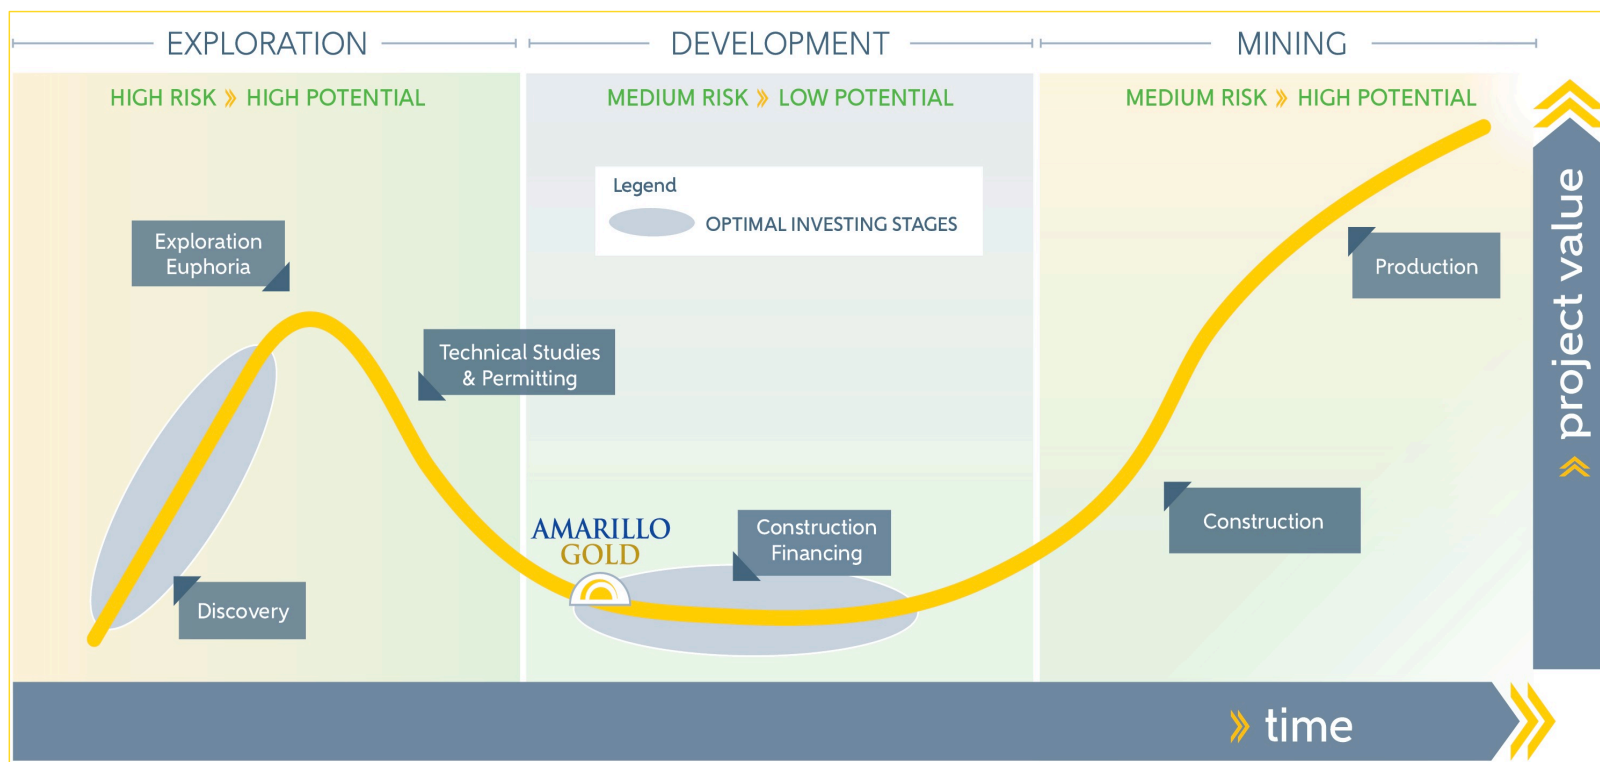 EXPLORATION
DEVELOPMENT
MINING
HIGH RISK » HIGH POTENTIAL
MEDIUM RISK » LOW POTENTIAL
MEDIUM RISK » HIGH POTENTIAL
Legend
OPTIMAL INVESTING STAGES
Exploration
Euphoria
Technical Studies
& Permitting
Discovery
AMARILLO
GOLD
Construction
Financing
Production
Construction
» project value
» time